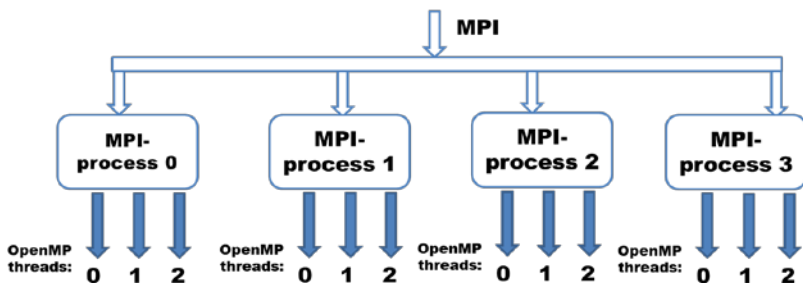 MPI
MPI-
process 0
MPI-
process 1
MPI-
process 2
MPI-
process 3
OpenMP
threads: 0 1 2
OpenMP
threads: 0 1 2
OpenMP
threads: 0 1 2
OpenMP
threads: 0 1 2